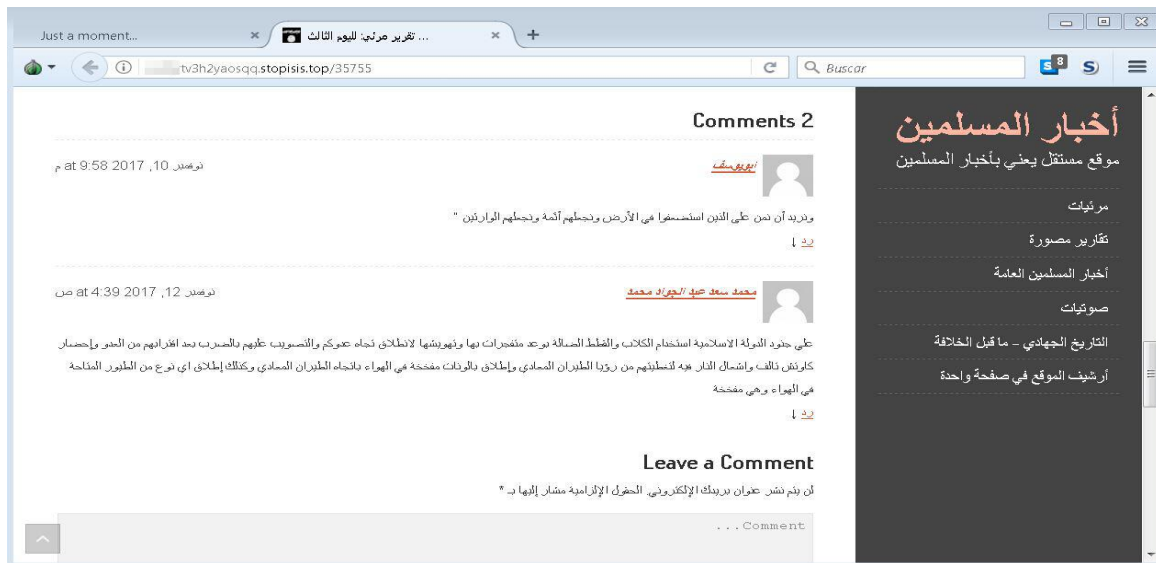 Just a moment...
تقرير مرئي: لليوم الثالث ...
tv3h2yaosqq.stopisis.top/35755
Buscar
8
S
Comments 2
أبويوسف
نوفمبر 10, 2017 at 9:58 م
ونريد أن نمن على الذين استضعفوا في الأرض ونجعلهم أئمة ونجعلهم الوارثين "
رد ↓
محمد سعد عبد الجواد محمد
نوفمبر 12, 2017 at 4:39 ص
على جنود الدولة الاسلامية استخدام الكلاب والقطط الضالة بوعد متفجرات بها وتهويشها لانطلاق تجاه عدوكم والتصويب عليهم بالضرب بعد اقترابهم من العدو وإحضار
كاوتش تالف واشعال النار فيه لتغطيتهم من رؤيا الطيران المعادي وإطلاق بالونات مفخخة في الهواء باتجاه الطيران المعادي وكذلك إطلاق اي نوع من الطيور المتاحة
في الهواء وهي مفخخة
رد ↓
Leave a Comment
لن يتم نشر عنوان بريدك الإلكتروني. الحقول الإلزامية مشار إليها بـ *
Comment...
أخبار المسلمين
موقع مستقل يعني بأخبار المسلمين
مرئيات
تقارير مصورة
أخبار المسلمين العامة
صوتيات
التاريخ الجهادي – ما قبل الخلافة
أرشيف الموقع في صفحة واحدة